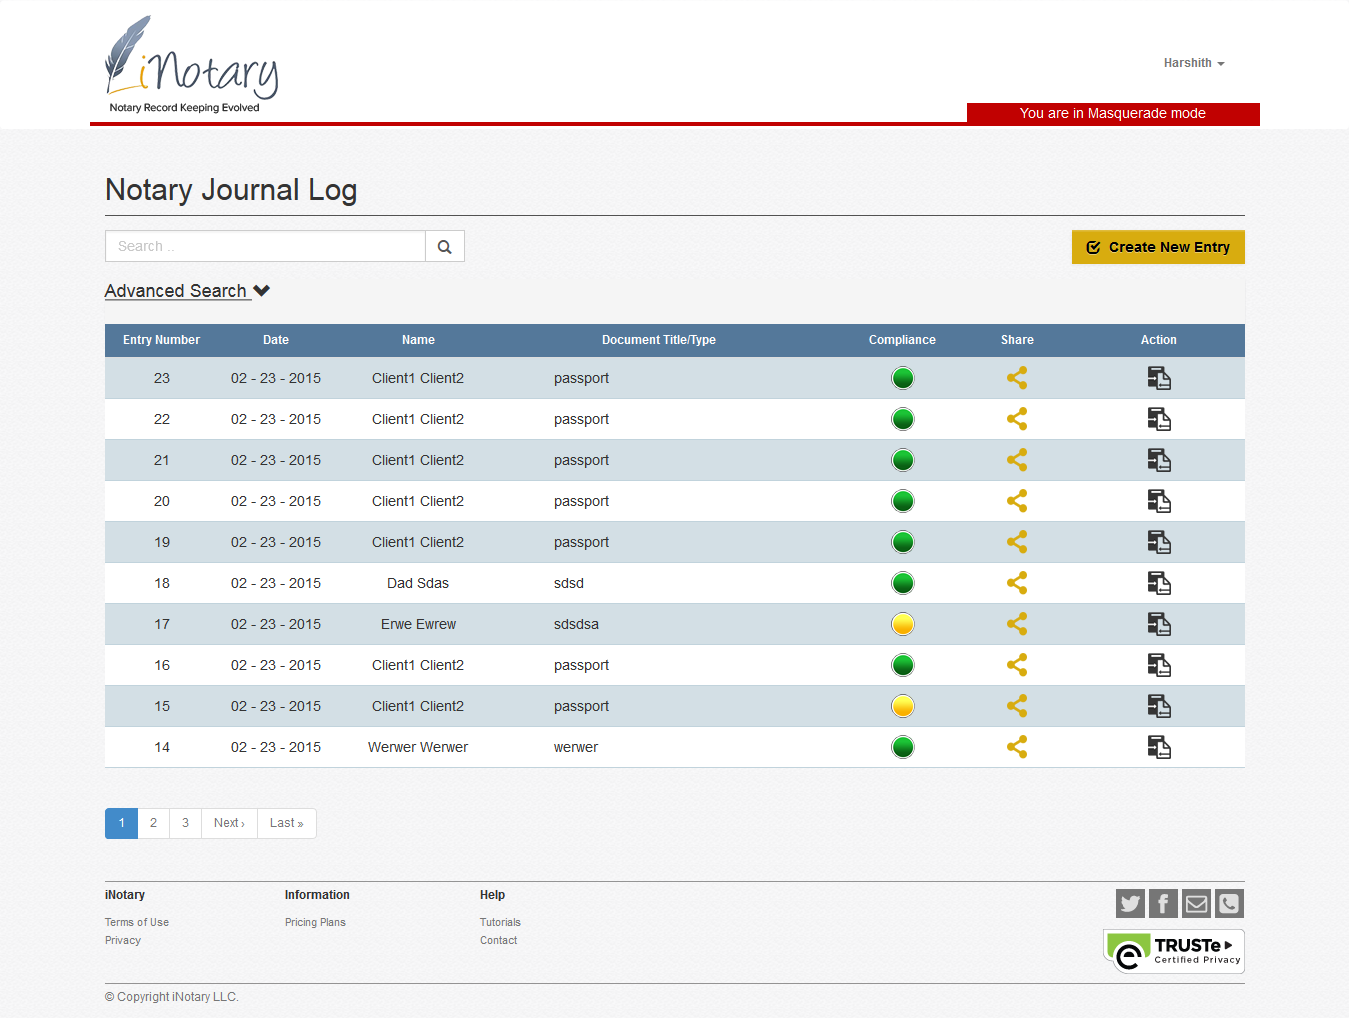 iNotary
Notary Record Keeping Evolved
Harshith
You are in Masquerade mode
Notary Journal Log
Search ..
Create New Entry
Advanced Search
Entry Number Date Name Document Title/Type Compliance Share Action
23 02 - 23 - 2015 Client1 Client2 passport
22 02 - 23 - 2015 Client1 Client2 passport
21 02 - 23 - 2015 Client1 Client2 passport
20 02 - 23 - 2015 Client1 Client2 passport
19 02 - 23 - 2015 Client1 Client2 passport
18 02 - 23 - 2015 Dad Sdas sdsd
17 02 - 23 - 2015 Erwe Ewrew sdsdsa
16 02 - 23 - 2015 Client1 Client2 passport
15 02 - 23 - 2015 Client1 Client2 passport
14 02 - 23 - 2015 Werwer Werwer werwer
1 2 3 Next › Last »
iNotary Information Help
Terms of Use Pricing Plans Tutorials
Privacy Contact
TRUSTe
Certified Privacy
© Copyright iNotary LLC.